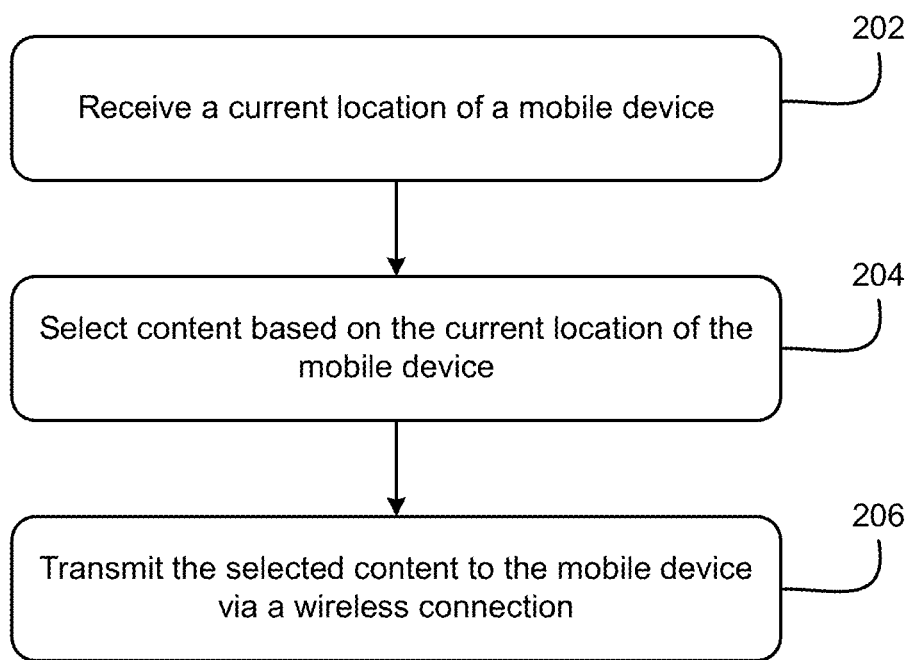 202
Receive a current location of a mobile device
204
Select content based on the current location of the
mobile device
206
Transmit the selected content to the mobile device
via a wireless connection